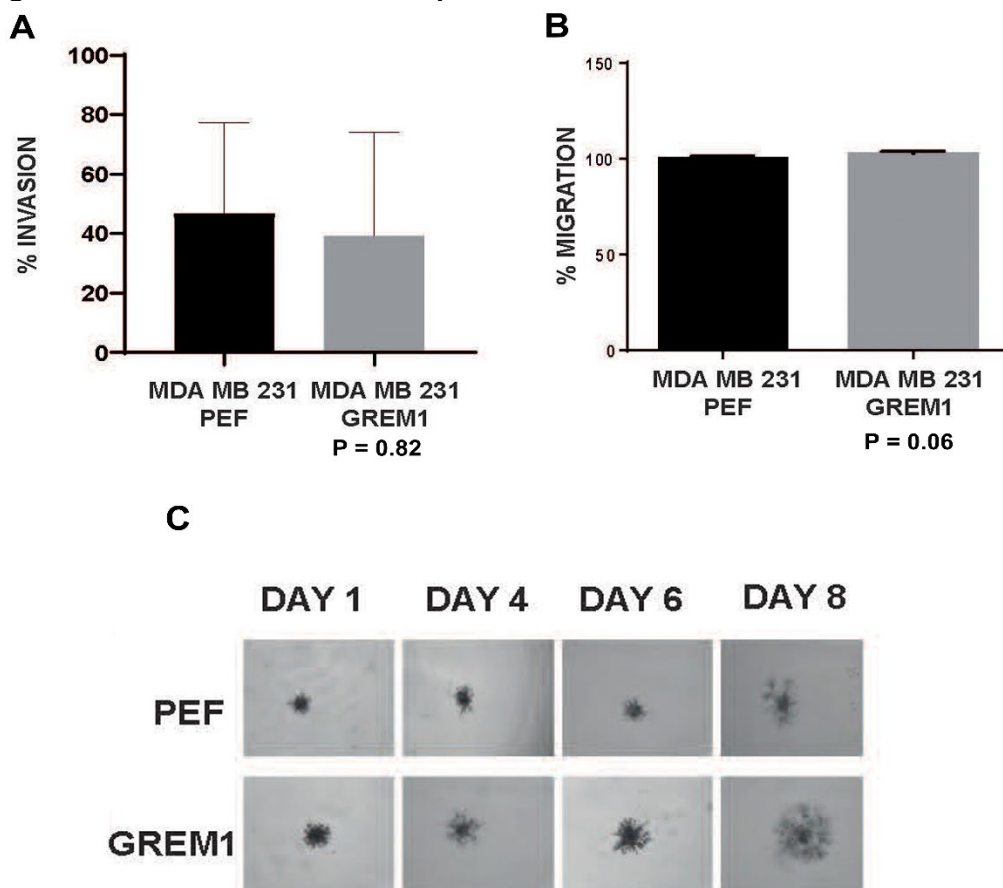 A
100
80
60
40
20
0
% INVASION
MDA MB 231 MDA MB 231
PEF GREM1
P = 0.82
B
150
100
50
0
% MIGRATION
MDA MB 231 MDA MB 231
PEF GREM1
P = 0.06
C
DAY 1 DAY 4 DAY 6 DAY 8
PEF
GREM1